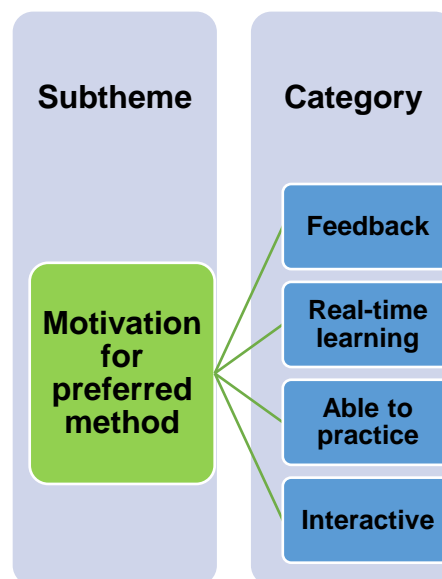 Subtheme
Category
Motivation
for
preferred
method
Feedback
Real-time
learning
Able to
practice
Interactive